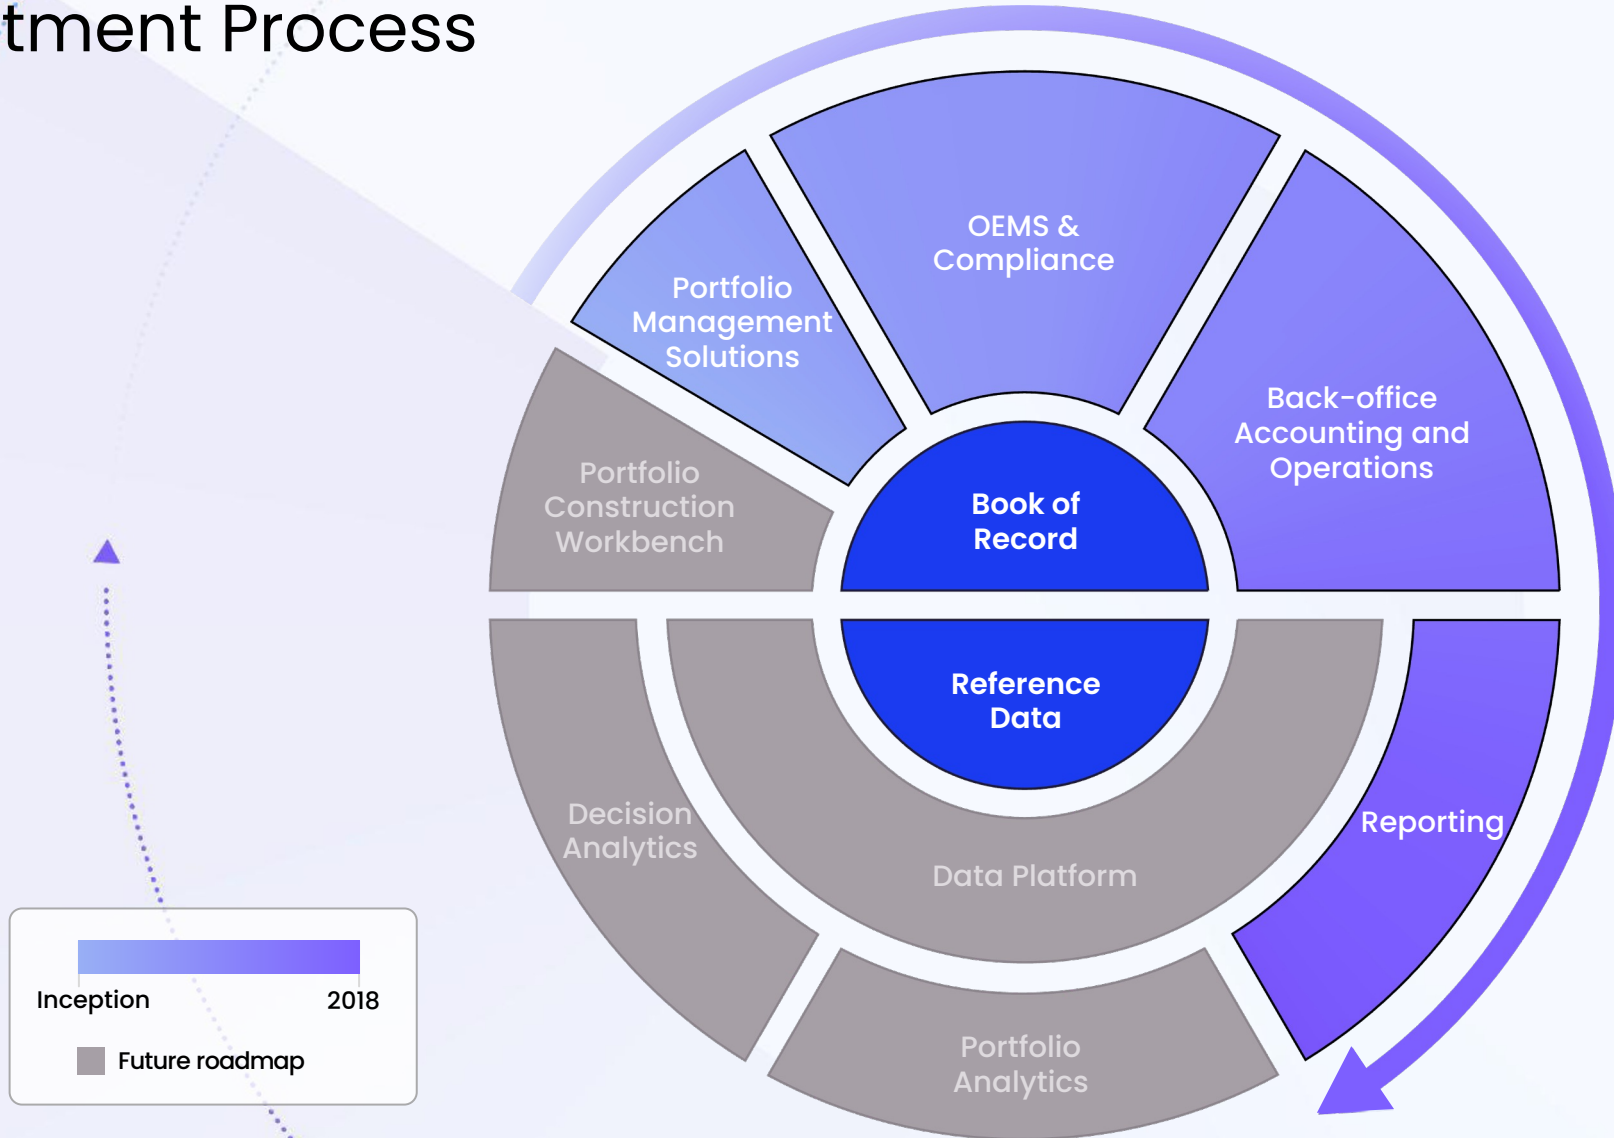 tment Process
OEMS &
Compliance
Portfolio
Management
Solutions
Back-office
Accounting and
Operations
Portfolio
Construction
Workbench
Book of
Record
Reference
Data
Decision
Analytics
Data Platform
Reporting
Portfolio
Analytics
Inception
2018
Future roadmap